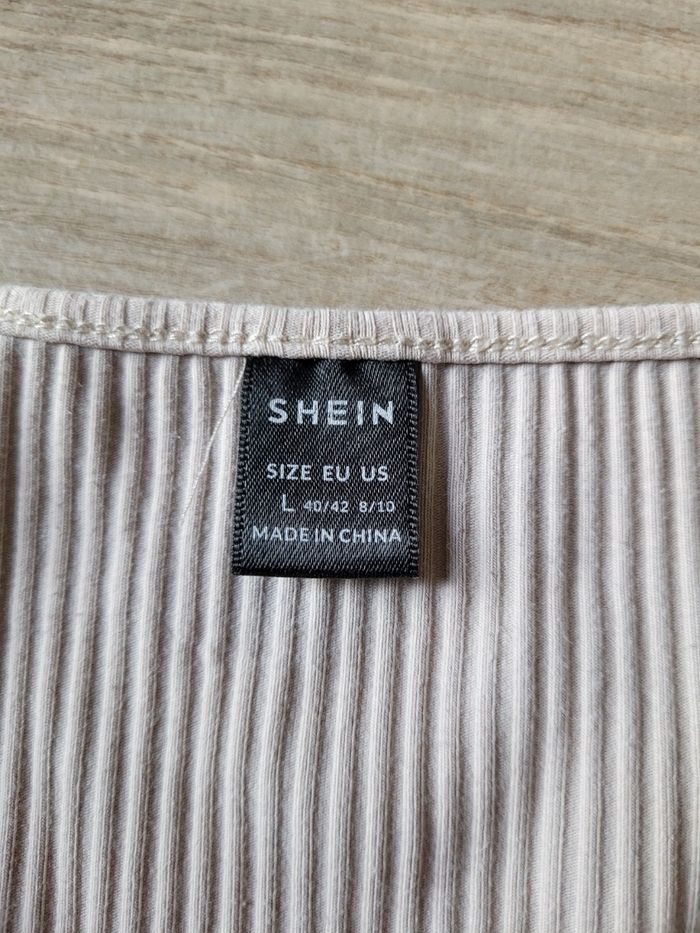 SHEIN
SIZE EU US
L 40/42 8/10
MADE IN CHINA